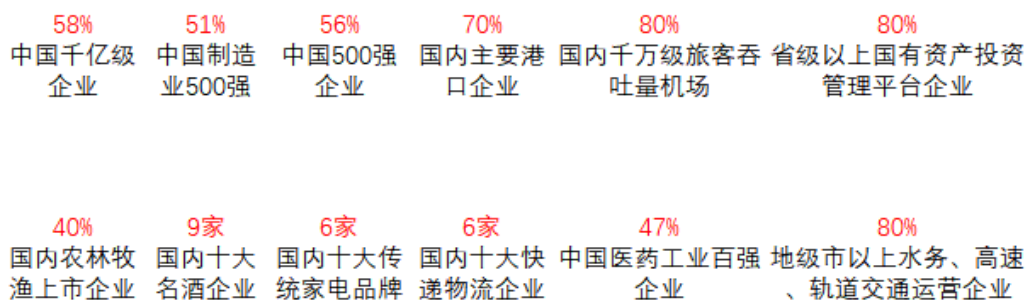 58% 51% 56% 70% 80% 80%
中国千亿级 中国制造 中国500强 国内主要港 国内千万级旅客吞 省级以上国有资产投资
企业 业500强 企业 口企业 吐量机场 管理平台企业
40% 9家 6家 6家 47% 80%
国内农林牧 国内十大 国内十大传 国内十大快 中国医药工业百强 地级市以上水务、高速
渔上市企业 名酒企业 统家电品牌 递物流企业 企业 、轨道交通运营企业